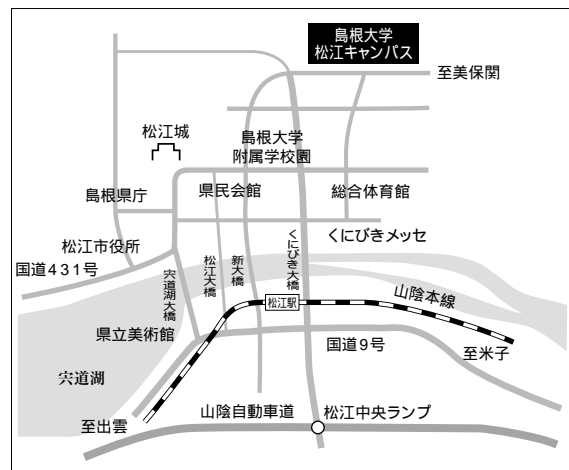 島根大学
松江キャンパス
至美保関
松江城
島根大学
附属学校園
島根県庁
県民会館
総合体育館
松江市役所
国道431号
くにびきメッセ
宍道湖大橋
松江大橋
新大橋
くにびき大橋
松江駅
山陰本線
県立美術館
国道9号
至米子
宍道湖
至出雲
山陰自動車道
松江中央ランプ